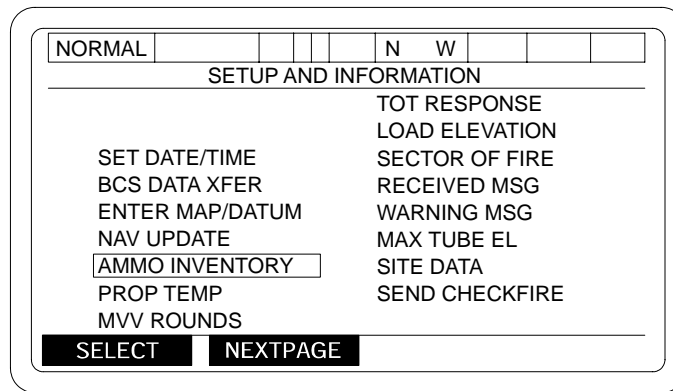 NORMAL N W
SETUP AND INFORMATION
TOT RESPONSE
LOAD ELEVATION
SET DATE/TIME SECTOR OF FIRE
BCS DATA XFER RECEIVED MSG
ENTER MAP/DATUM WARNING MSG
NAV UPDATE MAX TUBE EL
AMMO INVENTORY SITE DATA
PROP TEMP SEND CHECKFIRE
MVV ROUNDS
SELECT NEXTPAGE